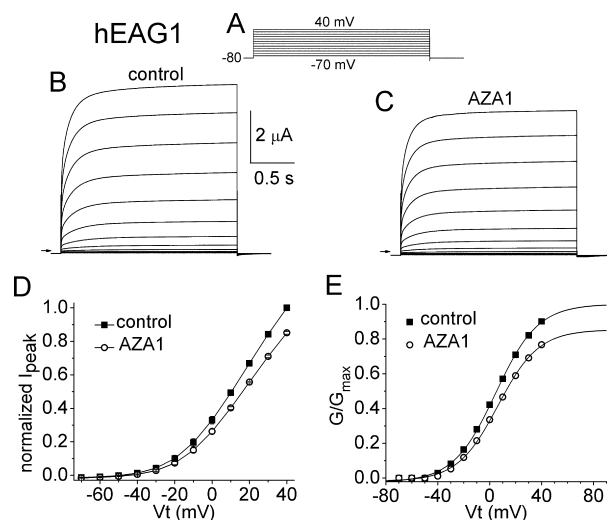 hEAG1
A
40 mV
-80
-70 mV
B
control
2 μA
0.5 s
C
AZA1
D
1.0
0.8
0.6
0.4
0.2
0.0
normalized Ipeak
control
AZA1
-60 -40 -20 0 20 40
Vt (mV)
E
1.0
0.8
0.6
0.4
0.2
0.0
G/Gmax
control
AZA1
-80 -40 0 40 80
Vt (mV)